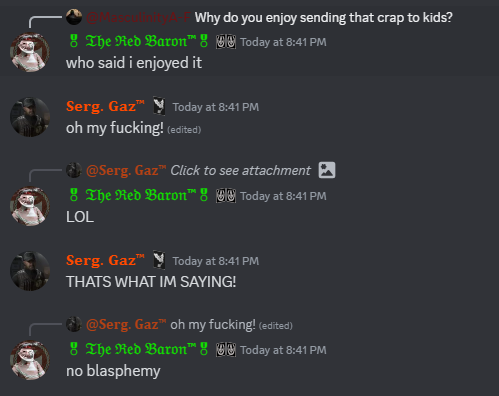 Why do you enjoy sending that crap to kids?
The Red Baron™ Today at 8:41 PM
who said i enjoyed it
Serg. Gaz™ Today at 8:41 PM
oh my fucking! (edited)
@Serg. Gaz™ Click to see attachment
The Red Baron™ Today at 8:41 PM
LOL
Serg. Gaz™ Today at 8:41 PM
THATS WHAT IM SAYING!
@Serg. Gaz™ oh my fucking! (edited)
The Red Baron™ Today at 8:41 PM
no blasphemy